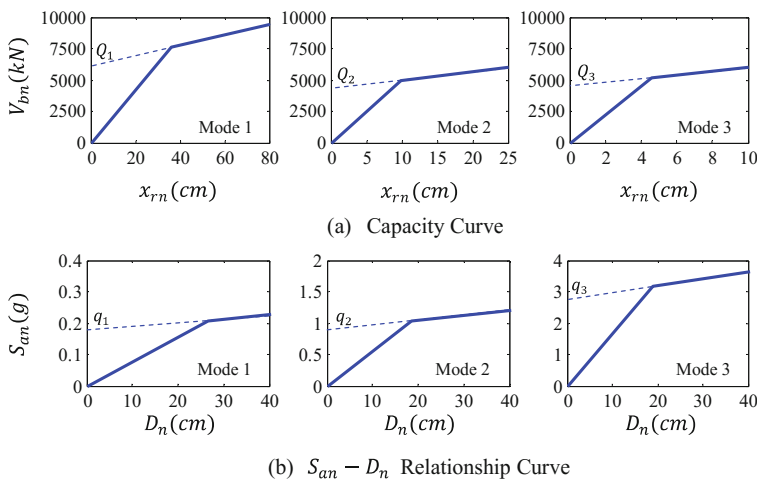 V_bn(kN)
10000 7500 5000 2500 0
Q_1
Mode 1
0 20 40 60 80
x_rn(cm)
10000 7500 5000 2500 0
Q_2
Mode 2
0 5 10 15 20 25
x_rn(cm)
10000 7500 5000 2500 0
Q_3
Mode 3
0 2 4 6 8 10
x_rn(cm)
(a) Capacity Curve
S_an(g)
0.4 0.3 0.2 0.1 0
q_1
Mode 1
0 10 20 30 40
D_n(cm)
2 1.5 1 0.5 0
q_2
Mode 2
0 10 20 30 40
D_n(cm)
4 3 2 1 0
q_3
Mode 3
0 10 20 30 40
D_n(cm)
(b) S_an − D_n Relationship Curve